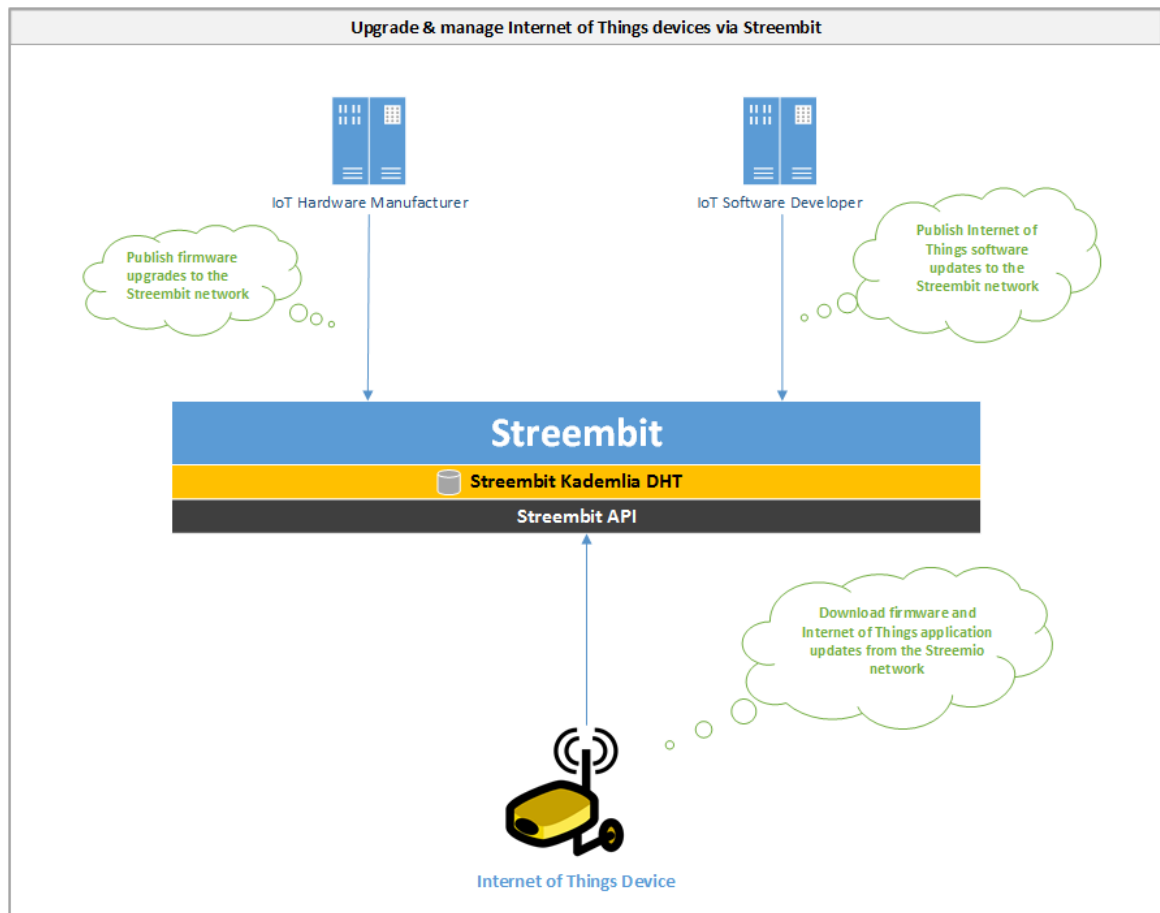 Upgrade & manage Internet of Things devices via Streembit
IoT Hardware Manufacturer
IoT Software Developer
Publish firmware
upgrades to the
Streembit network
Publish Internet of
Things software
updates to the
Streembit network
Streembit
Streembit Kademlia DHT
Streembit API
Download firmware and
Internet of Things application
updates from the Streemio
network
Internet of Things Device